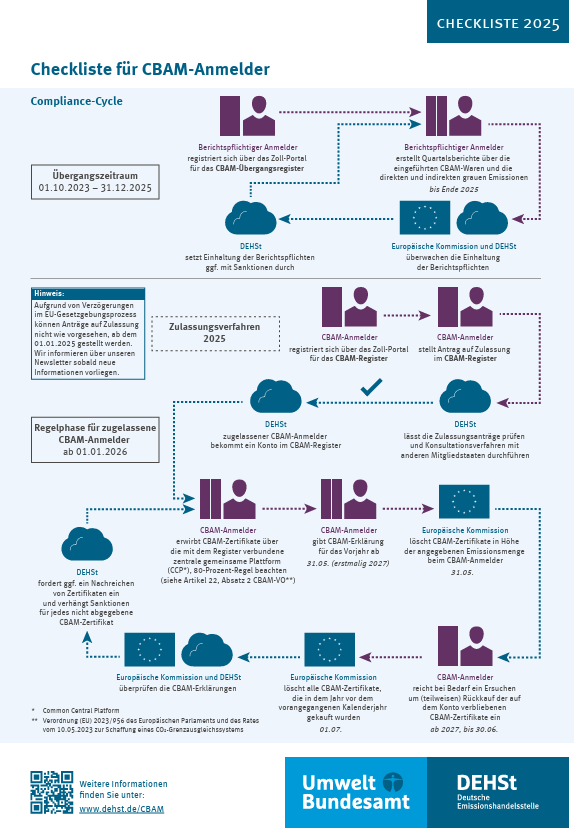 CHECKLISTE 2025
Checkliste für CBAM-Anmelder
Compliance-Cycle
Berichtspflichtiger Anmelder
registriert sich über das Zoll-Portal
für das CBAM-Übergangsregister
Berichtspflichtiger Anmelder
erstellt Quartalsberichte über die
eingeführten CBAM-Waren und die
direkten und indirekten grauen Emissionen
bis Ende 2025
Übergangszeitraum
01.10.2023 – 31.12.2025
DEHSt
setzt Einhaltung der Berichtspflichten
ggf. mit Sanktionen durch
Europäische Kommission und DEHSt
überwachen die Einhaltung
der Berichtspflichten
Hinweis:
Aufgrund von Verzögerungen
im EU-Gesetzgebungsprozess
können Anträge auf Zulassung
nicht wie vorgesehen, ab dem
01.01.2025 gestellt werden.
Wir informieren über unseren
Newsletter sobald neue
Informationen vorliegen.
Zulassungsverfahren
2025
CBAM-Anmelder
registriert sich über das Zoll-Portal
für das CBAM-Register
CBAM-Anmelder
stellt Antrag auf Zulassung
im CBAM-Register
DEHSt
zugelassener CBAM-Anmelder
bekommt ein Konto im CBAM-Register
DEHSt
lässt die Zulassungsanträge prüfen
und Konsultationsverfahren mit
anderen Mitgliedstaaten durchführen
Regelphase für zugelassene
CBAM-Anmelder
ab 01.01.2026
CBAM-Anmelder
erwirbt CBAM-Zertifikate über
die mit dem Register verbundene
zentrale gemeinsame Plattform
(CCP*), 80-Prozent-Regel beachten
(siehe Artikel 22, Absatz 2 CBAM-VO**)
CBAM-Anmelder
gibt CBAM-Erklärung
für das Vorjahr ab
31.05. (erstmalig 2027)
Europäische Kommission
löscht CBAM-Zertifikate in Höhe
der angegebenen Emissionsmenge
beim CBAM-Anmelder
31.05.
DEHSt
fordert ggf. ein Nachreichen
von Zertifikaten ein
und verhängt Sanktionen
für jedes nicht abgegebene
CBAM-Zertifikat
Europäische Kommission und DEHSt
überprüfen die CBAM-Erklärungen
Europäische Kommission
löscht alle CBAM-Zertifikate,
die in dem Jahr vor dem
vorangegangenen Kalenderjahr
gekauft wurden
01.07.
CBAM-Anmelder
reicht bei Bedarf ein Ersuchen
um (teilweisen) Rückkauf der auf
dem Konto verbliebenen
CBAM-Zertifikate ein
ab 2027, bis 30.06.
* Common Central Platform
** Verordnung (EU) 2023/956 des Europäischen Parlaments und des Rates
vom 10.05.2023 zur Schaffung eines CO₂-Grenzausgleichssystems
Weitere Informationen
finden Sie unter:
www.dehst.de/CBAM
Umwelt
Bundesamt
DEHSt
Deutsche
Emissionshandelsstelle